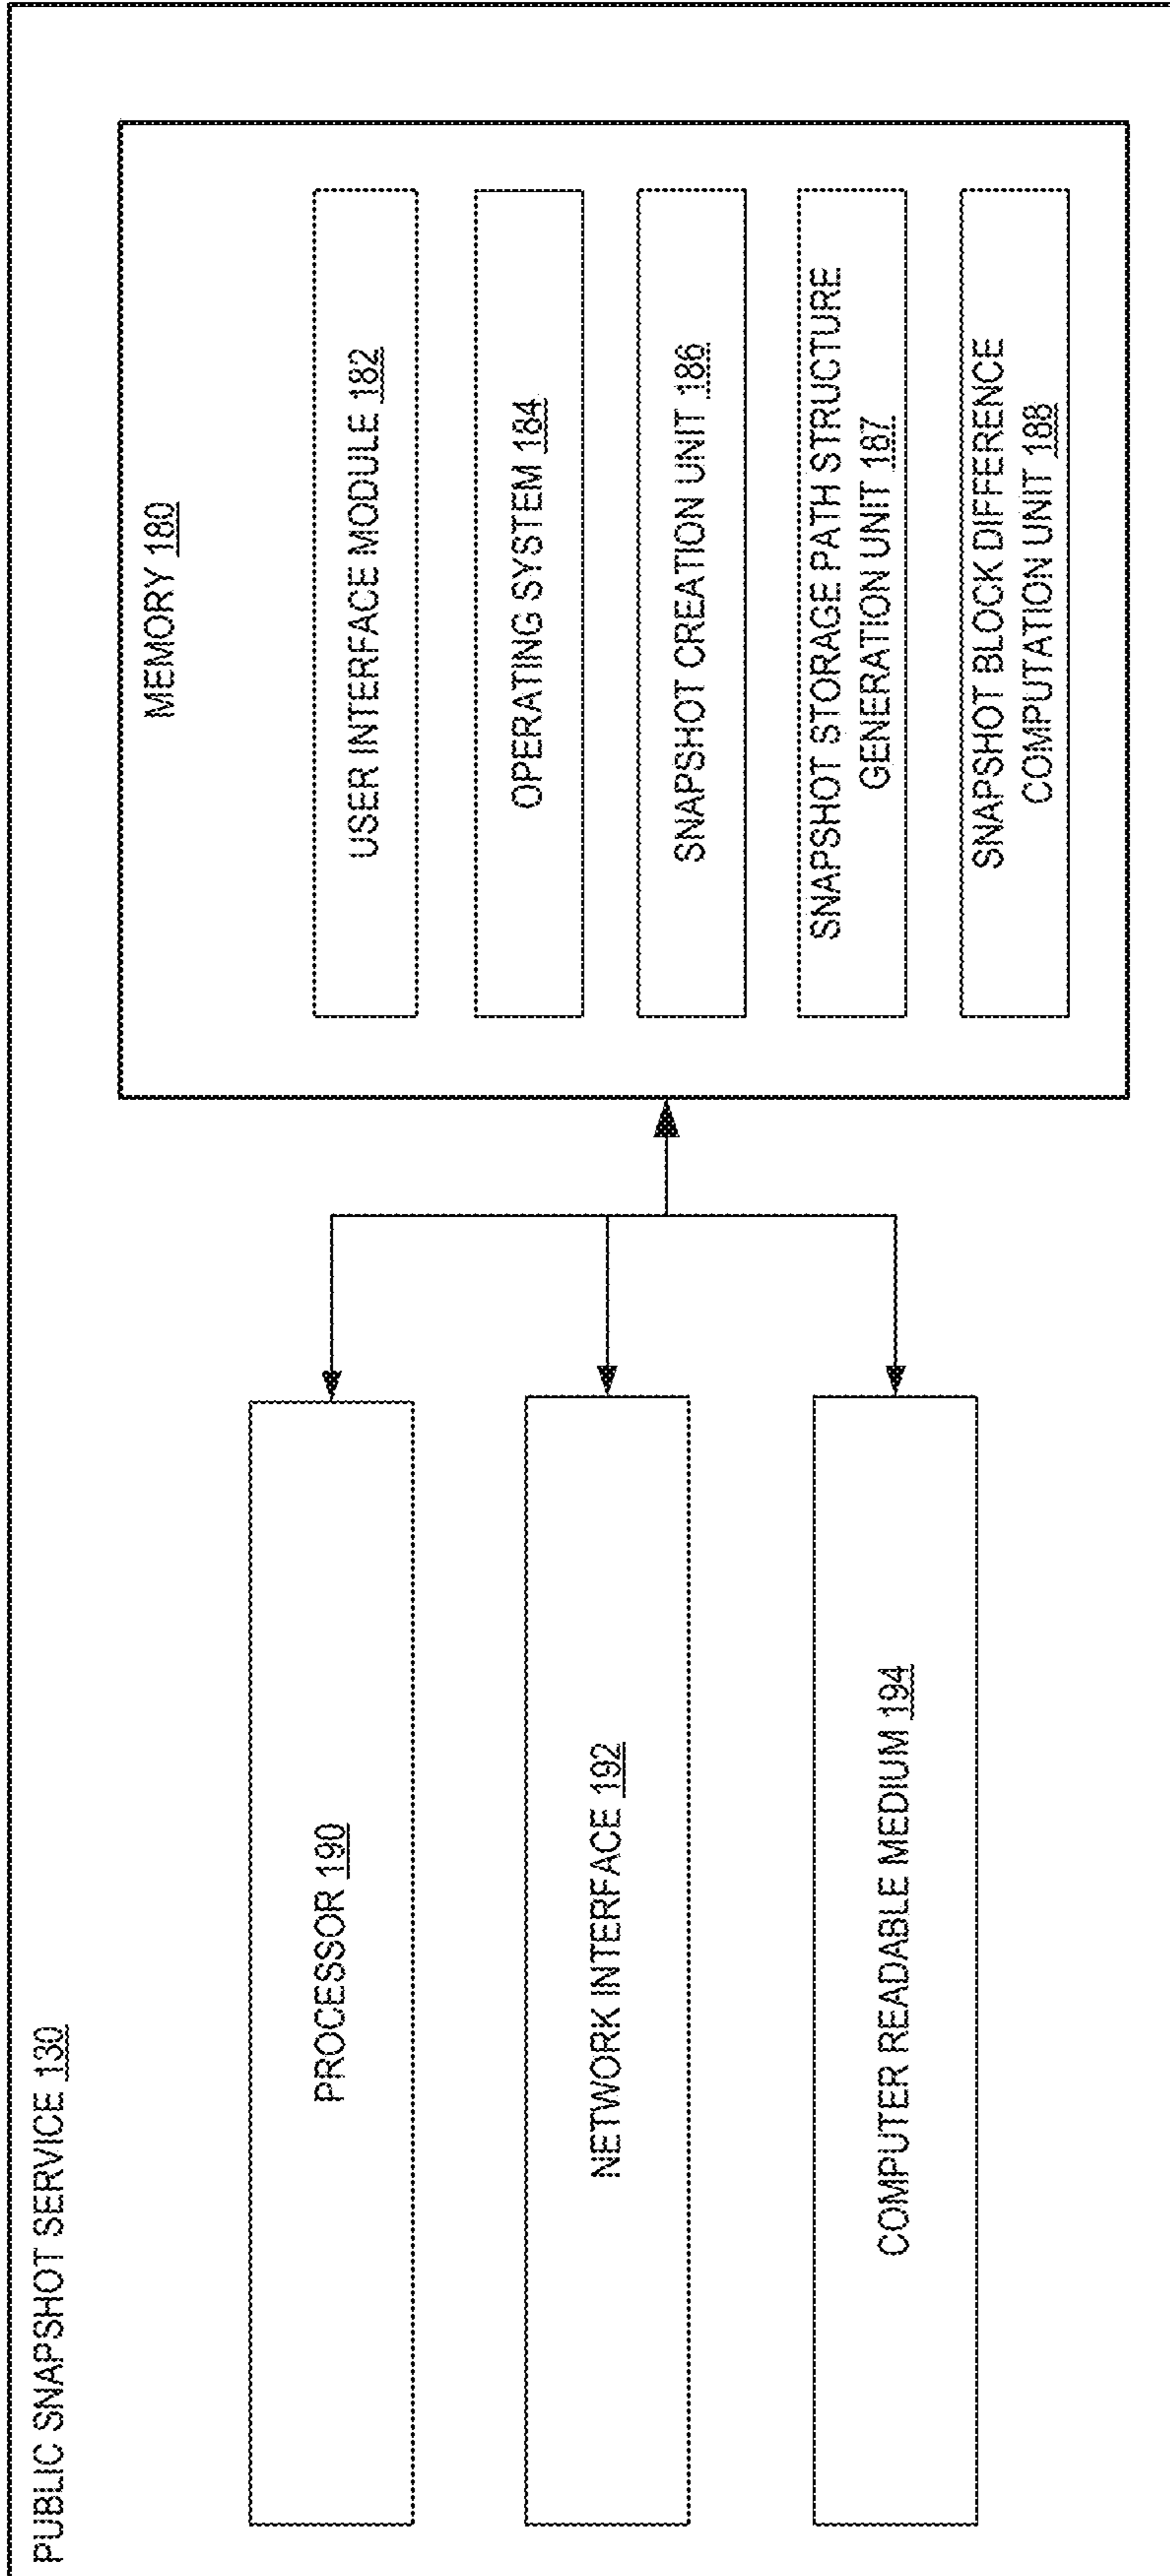 PUBLIC SNAPSHOT SERVICE 130
PROCESSOR 190
NETWORK INTERFACE 192
COMPUTER READABLE MEDIUM 194
MEMORY 180
USER INTERFACE MODULE 182
OPERATING SYSTEM 184
SNAPSHOT CREATION UNIT 186
SNAPSHOT STORAGE PATH STRUCTURE
GENERATION UNIT 187
SNAPSHOT BLOCK DIFFERENCE
COMPUTATION UNIT 188